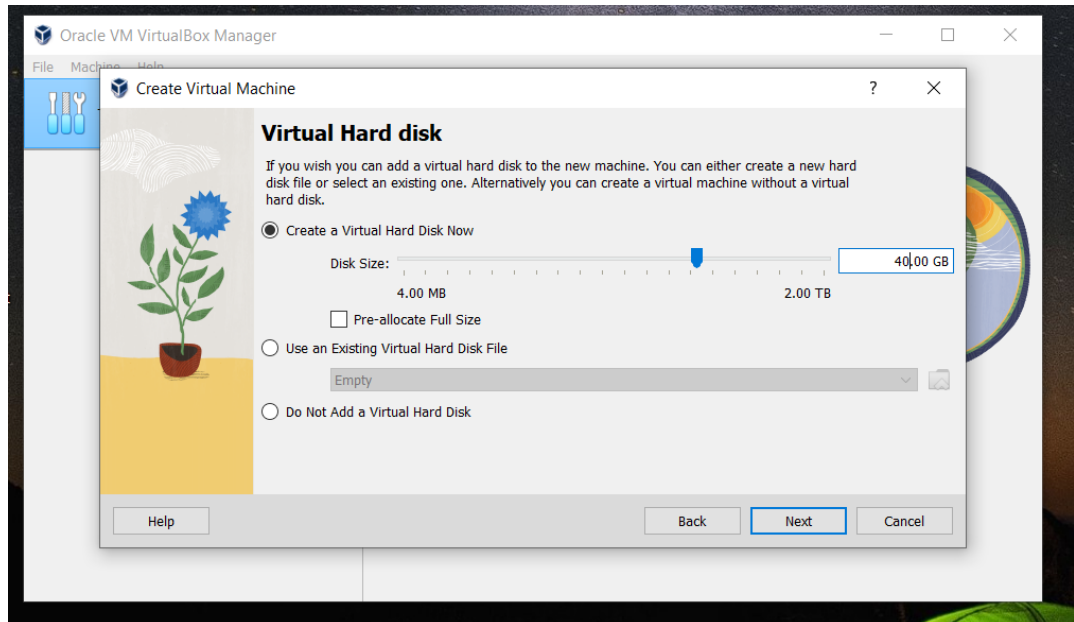 Oracle VM VirtualBox Manager
File Machine Help
Create Virtual Machine
?
Virtual Hard disk
If you wish you can add a virtual hard disk to the new machine. You can either create a new hard
disk file or select an existing one. Alternatively you can create a virtual machine without a virtual
hard disk.
Create a Virtual Hard Disk Now
Disk Size: 40,00 GB
4.00 MB 2.00 TB
Pre-allocate Full Size
Use an Existing Virtual Hard Disk File
Empty
Do Not Add a Virtual Hard Disk
Help Back Next Cancel